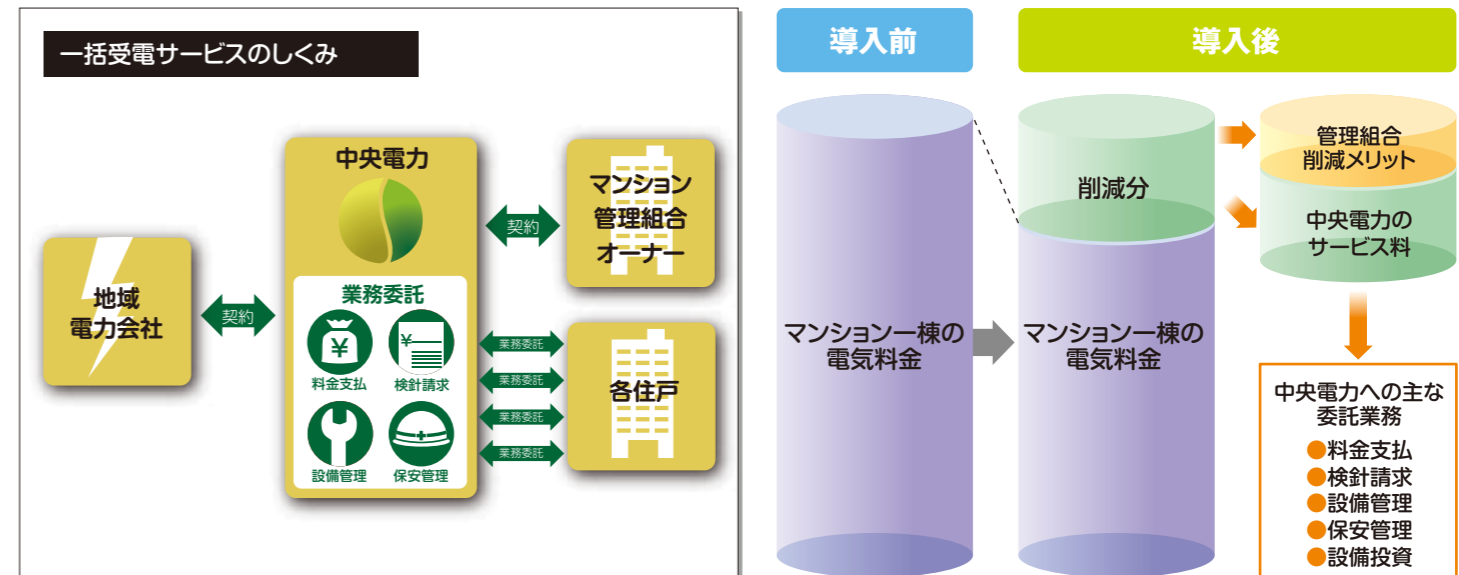 一括受電サービスのしくみ
地域
電力会社
契約
中央電力
業務委託
¥
料金支払
¥
検針請求
設備管理
保安管理
契約
マンション
管理組合
オーナー
業務委託
業務委託
業務委託
業務委託
各住戸
導入前
マンション一棟の
電気料金
導入後
削減分
マンション一棟の
電気料金
管理組合
削減メリット
中央電力の
サービス料
中央電力への主な
委託業務
●料金支払
●検針請求
●設備管理
●保安管理
●設備投資